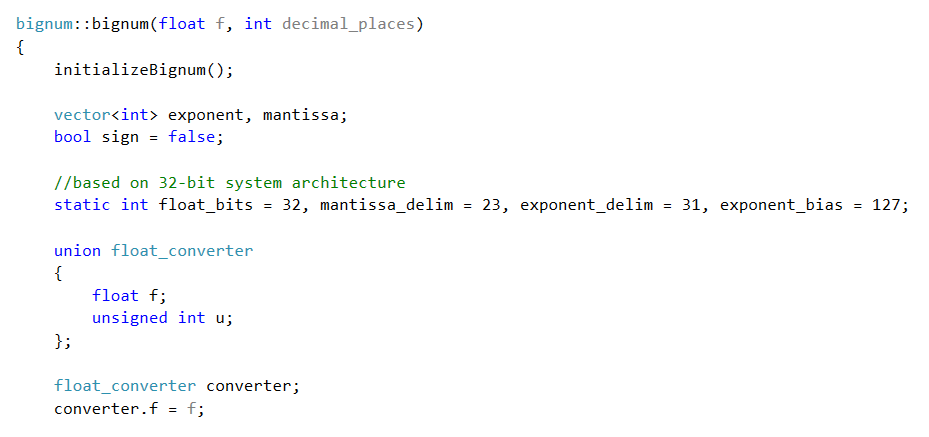 bignum::bignum(float f, int decimal_places)
{
    initializeBignum();
    vector<int> exponent, mantissa;
    bool sign = false;
    //based on 32-bit system architecture
    static int float_bits = 32, mantissa_delim = 23, exponent_delim = 31, exponent_bias = 127;
    union float_converter
    {
        float f;
        unsigned int u;
    };
    float_converter converter;
    converter.f = f;